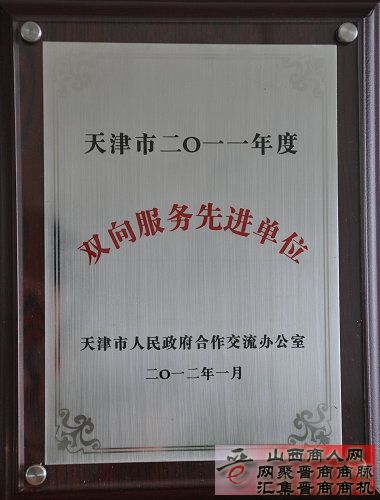 天津市二〇一一年度
双向服务先进单位
天津市人民政府合作交流办公室
二〇一二年一月
山西商人网
网聚晋商商脉
汇集晋商商机